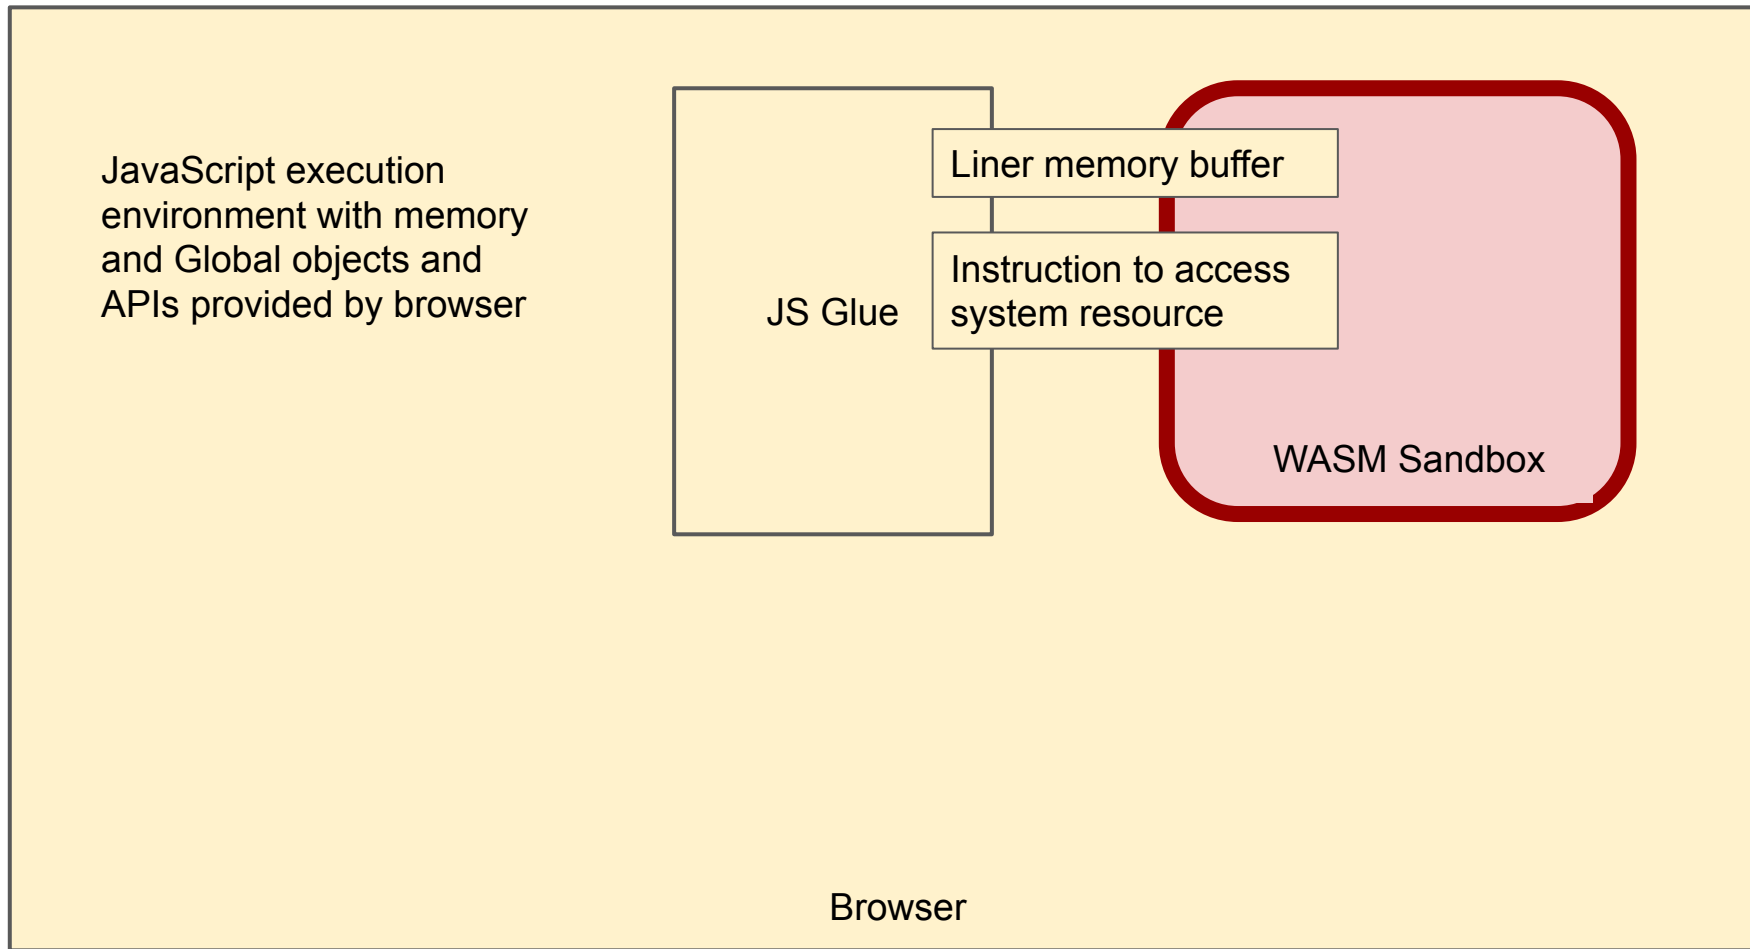 JavaScript execution
environment with memory
and Global objects and
APIs provided by browser
JS Glue
Liner memory buffer
Instruction to access
system resource
WASM Sandbox
Browser